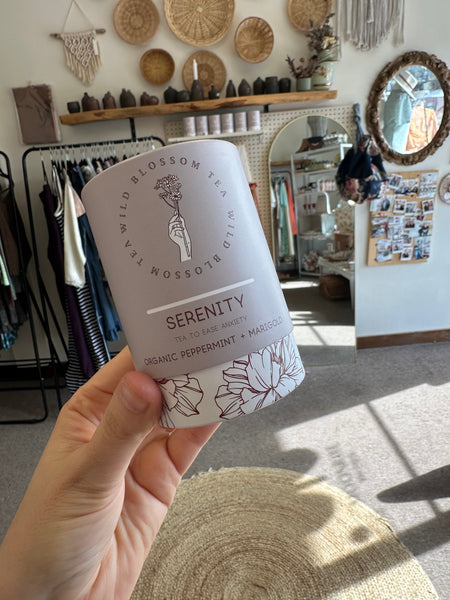 WILD BLOSSOM TEA WILD BLOSSOM TEA
SERENITY
TEA TO EASE ANXIETY
ORGANIC PEPPERMINT + MARIGOLD